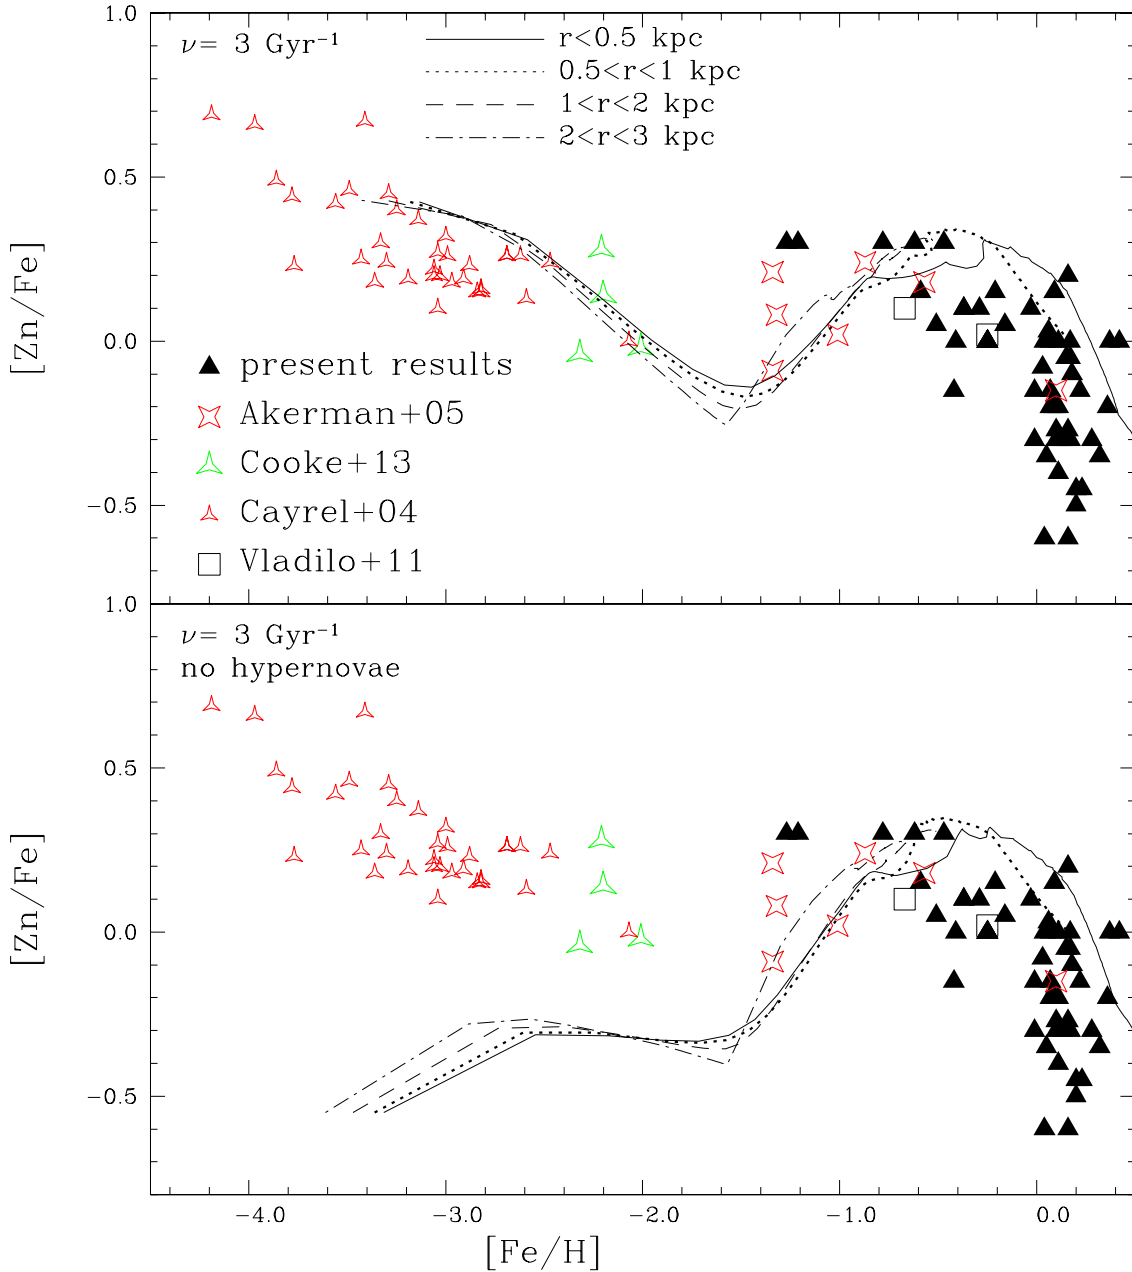 1.0
ν= 3 Gyr⁻¹
r<0.5 kpc
0.5<r<1 kpc
1<r<2 kpc
2<r<3 kpc
0.5
[Zn/Fe]
0.0
present results
Akerman+05
Cooke+13
Cayrel+04
Vladilo+11
−0.5
1.0
ν= 3 Gyr⁻¹
no hypernovae
0.5
[Zn/Fe]
0.0
−0.5
−4.0 −3.0 −2.0 −1.0 0.0
[Fe/H]